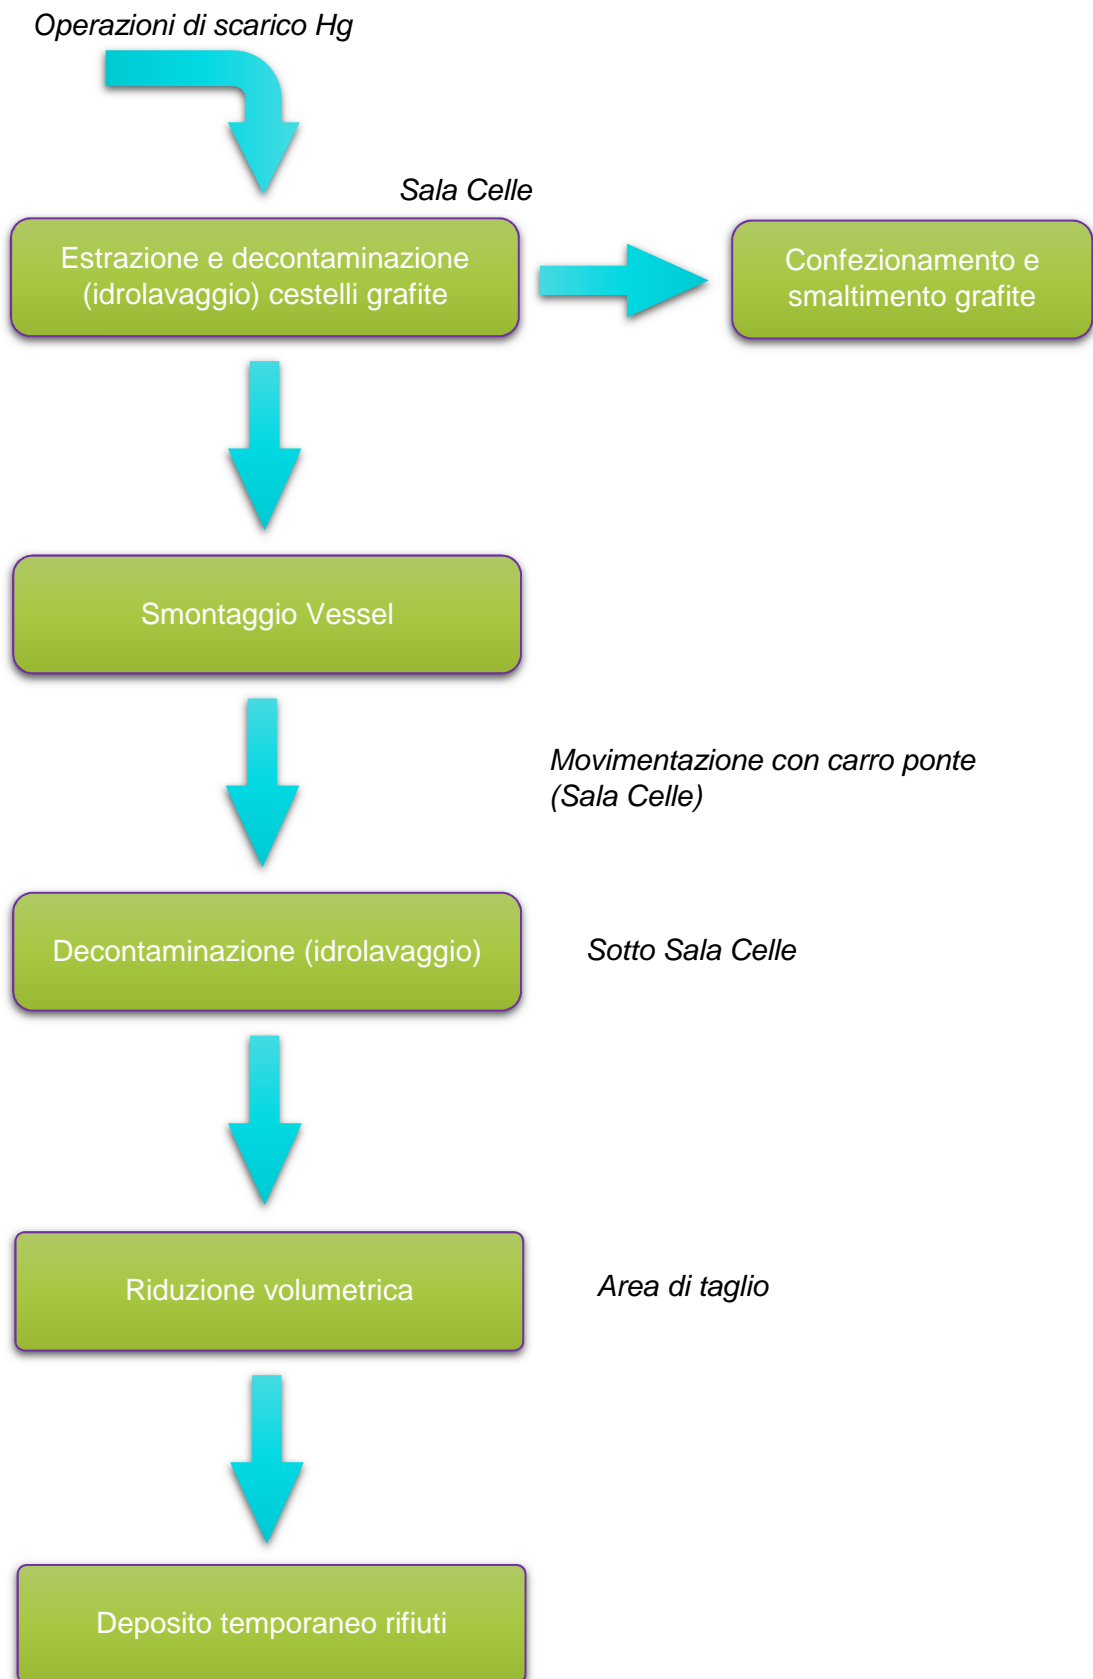 Operazioni di scarico Hg
Sala Celle
Estrazione e decontaminazione
(idrolavaggio) cestelli grafite
Confezionamento e
smaltimento grafite
Smontaggio Vessel
Movimentazione con carro ponte
(Sala Celle)
Decontaminazione (idrolavaggio)
Sotto Sala Celle
Riduzione volumetrica
Area di taglio
Deposito temporaneo rifiuti